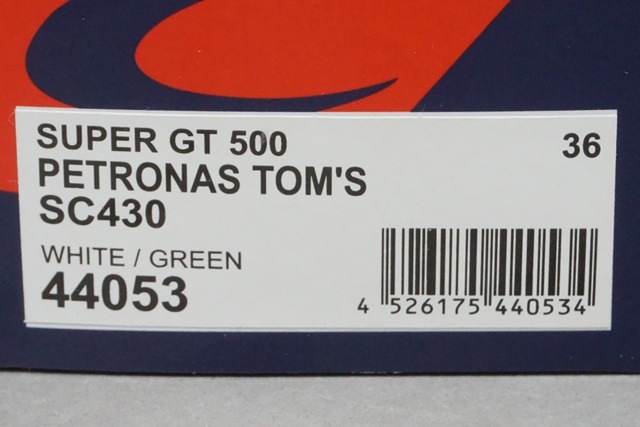 SUPER GT 500 36
PETRONAS TOM'S
SC430
WHITE / GREEN
44053
4 526175 440534